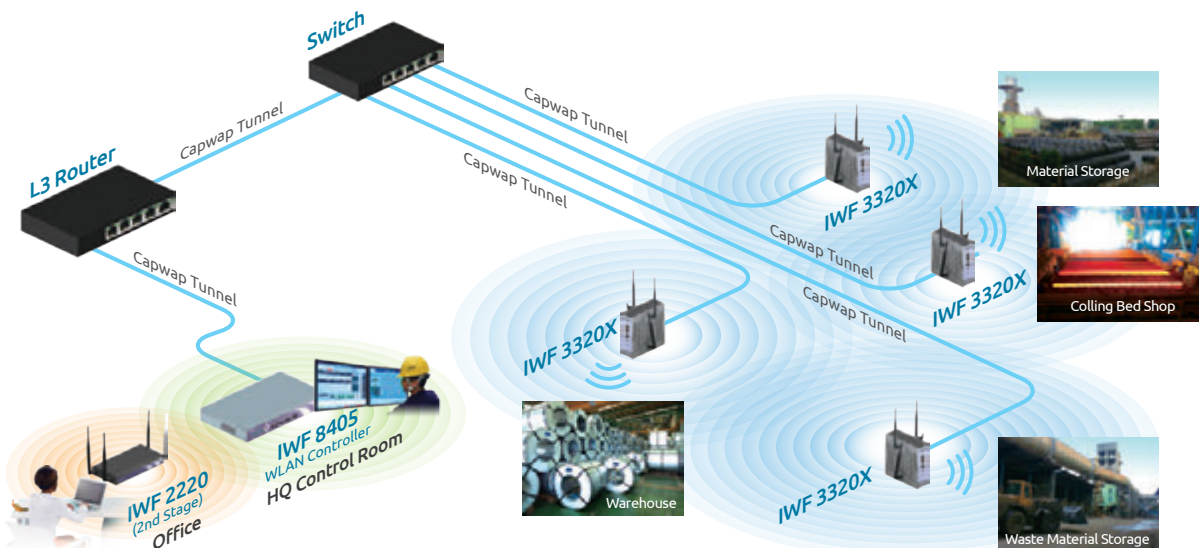 Switch
Capwap Tunnel
L3 Router
Capwap Tunnel
Capwap Tunnel
Capwap Tunnel
Capwap Tunnel
Capwap Tunnel
IWF 3320X
Material Storage
IWF 3320X
Colling Bed Shop
IWF 3320X
Warehouse
IWF 3320X
Waste Material Storage
IWF 8405
WLAN Controller
HQ Control Room
IWF 2220
(2nd Stage)
Office